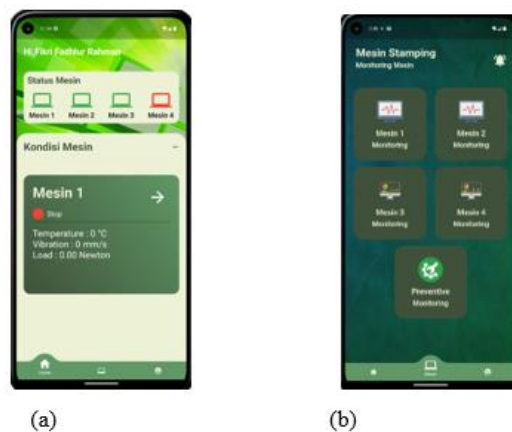 Hi,Fikri Fadhlur Rahman
Status Mesin
Mesin 1 Mesin 2 Mesin 3 Mesin 4
Kondisi Mesin
Mesin 1
Stop
Temperature : 0 °C
Vibration : 0 mm/s
Load : 0.00 Newton
Home
(a)
Mesin Stamping
Monitoring Mesin
Mesin 1
Monitoring
Mesin 2
Monitoring
Mesin 3
Monitoring
Mesin 4
Monitoring
Preventive
Monitoring
Mesin
(b)